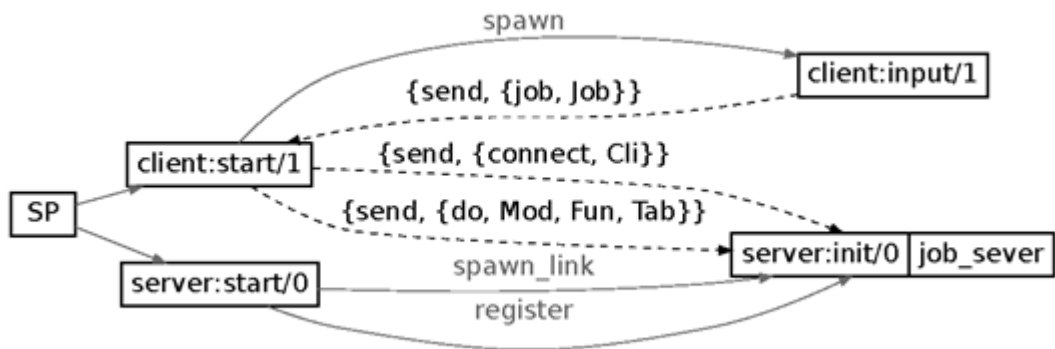 spawn
client:input/1
{send, {job, Job}}
client:start/1
{send, {connect, Cli}}
SP
{send, {do, Mod, Fun, Tab}}
server:init/0
job_sever
spawn_link
server:start/0
register